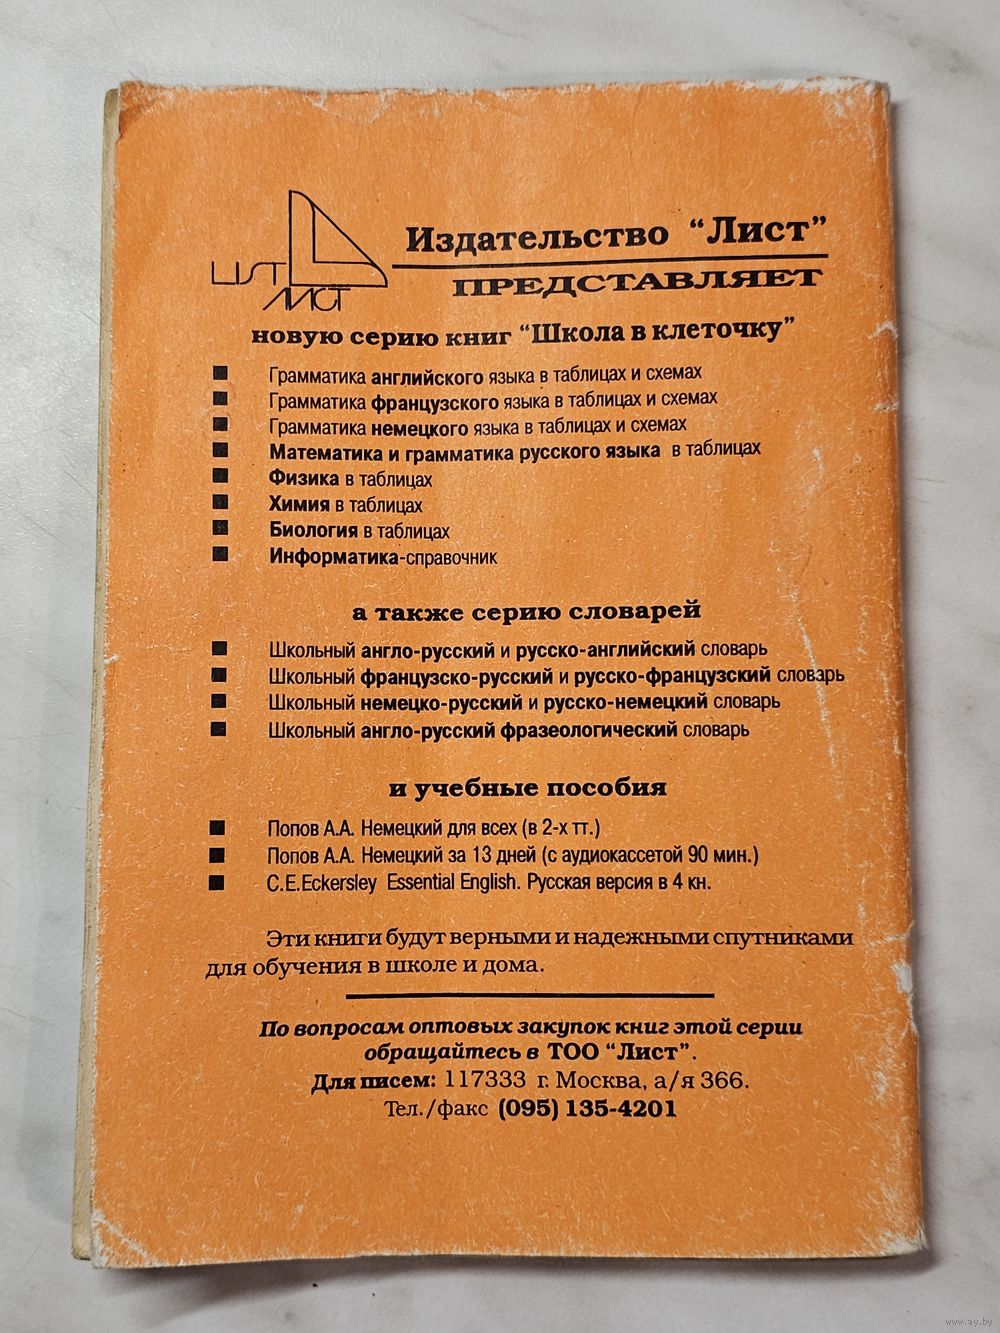 LIST
ЛИСТ
Издательство “Лист”
ПРЕДСТАВЛЯЕТ
новую серию книг “Школа в клеточку”
Грамматика английского языка в таблицах и схемах
Грамматика французского языка в таблицах и схемах
Грамматика немецкого языка в таблицах и схемах
Математика и грамматика русского языка в таблицах
Физика в таблицах
Химия в таблицах
Биология в таблицах
Информатика-справочник
а также серию словарей
Школьный англо-русский и русско-английский словарь
Школьный французско-русский и русско-французский словарь
Школьный немецко-русский и русско-немецкий словарь
Школьный англо-русский фразеологический словарь
и учебные пособия
Попов А.А. Немецкий для всех (в 2-х тт.)
Попов А.А. Немецкий за 13 дней (с аудиокассетой 90 мин.)
C.E.Eckersley Essential English. Русская версия в 4 кн.
Эти книги будут верными и надежными спутниками
для обучения в школе и дома.
По вопросам оптовых закупок книг этой серии
обращайтесь в ТОО “Лист”.
Для писем: 117333 г. Москва, а/я 366.
Тел./факс (095) 135-4201
www.ay.by